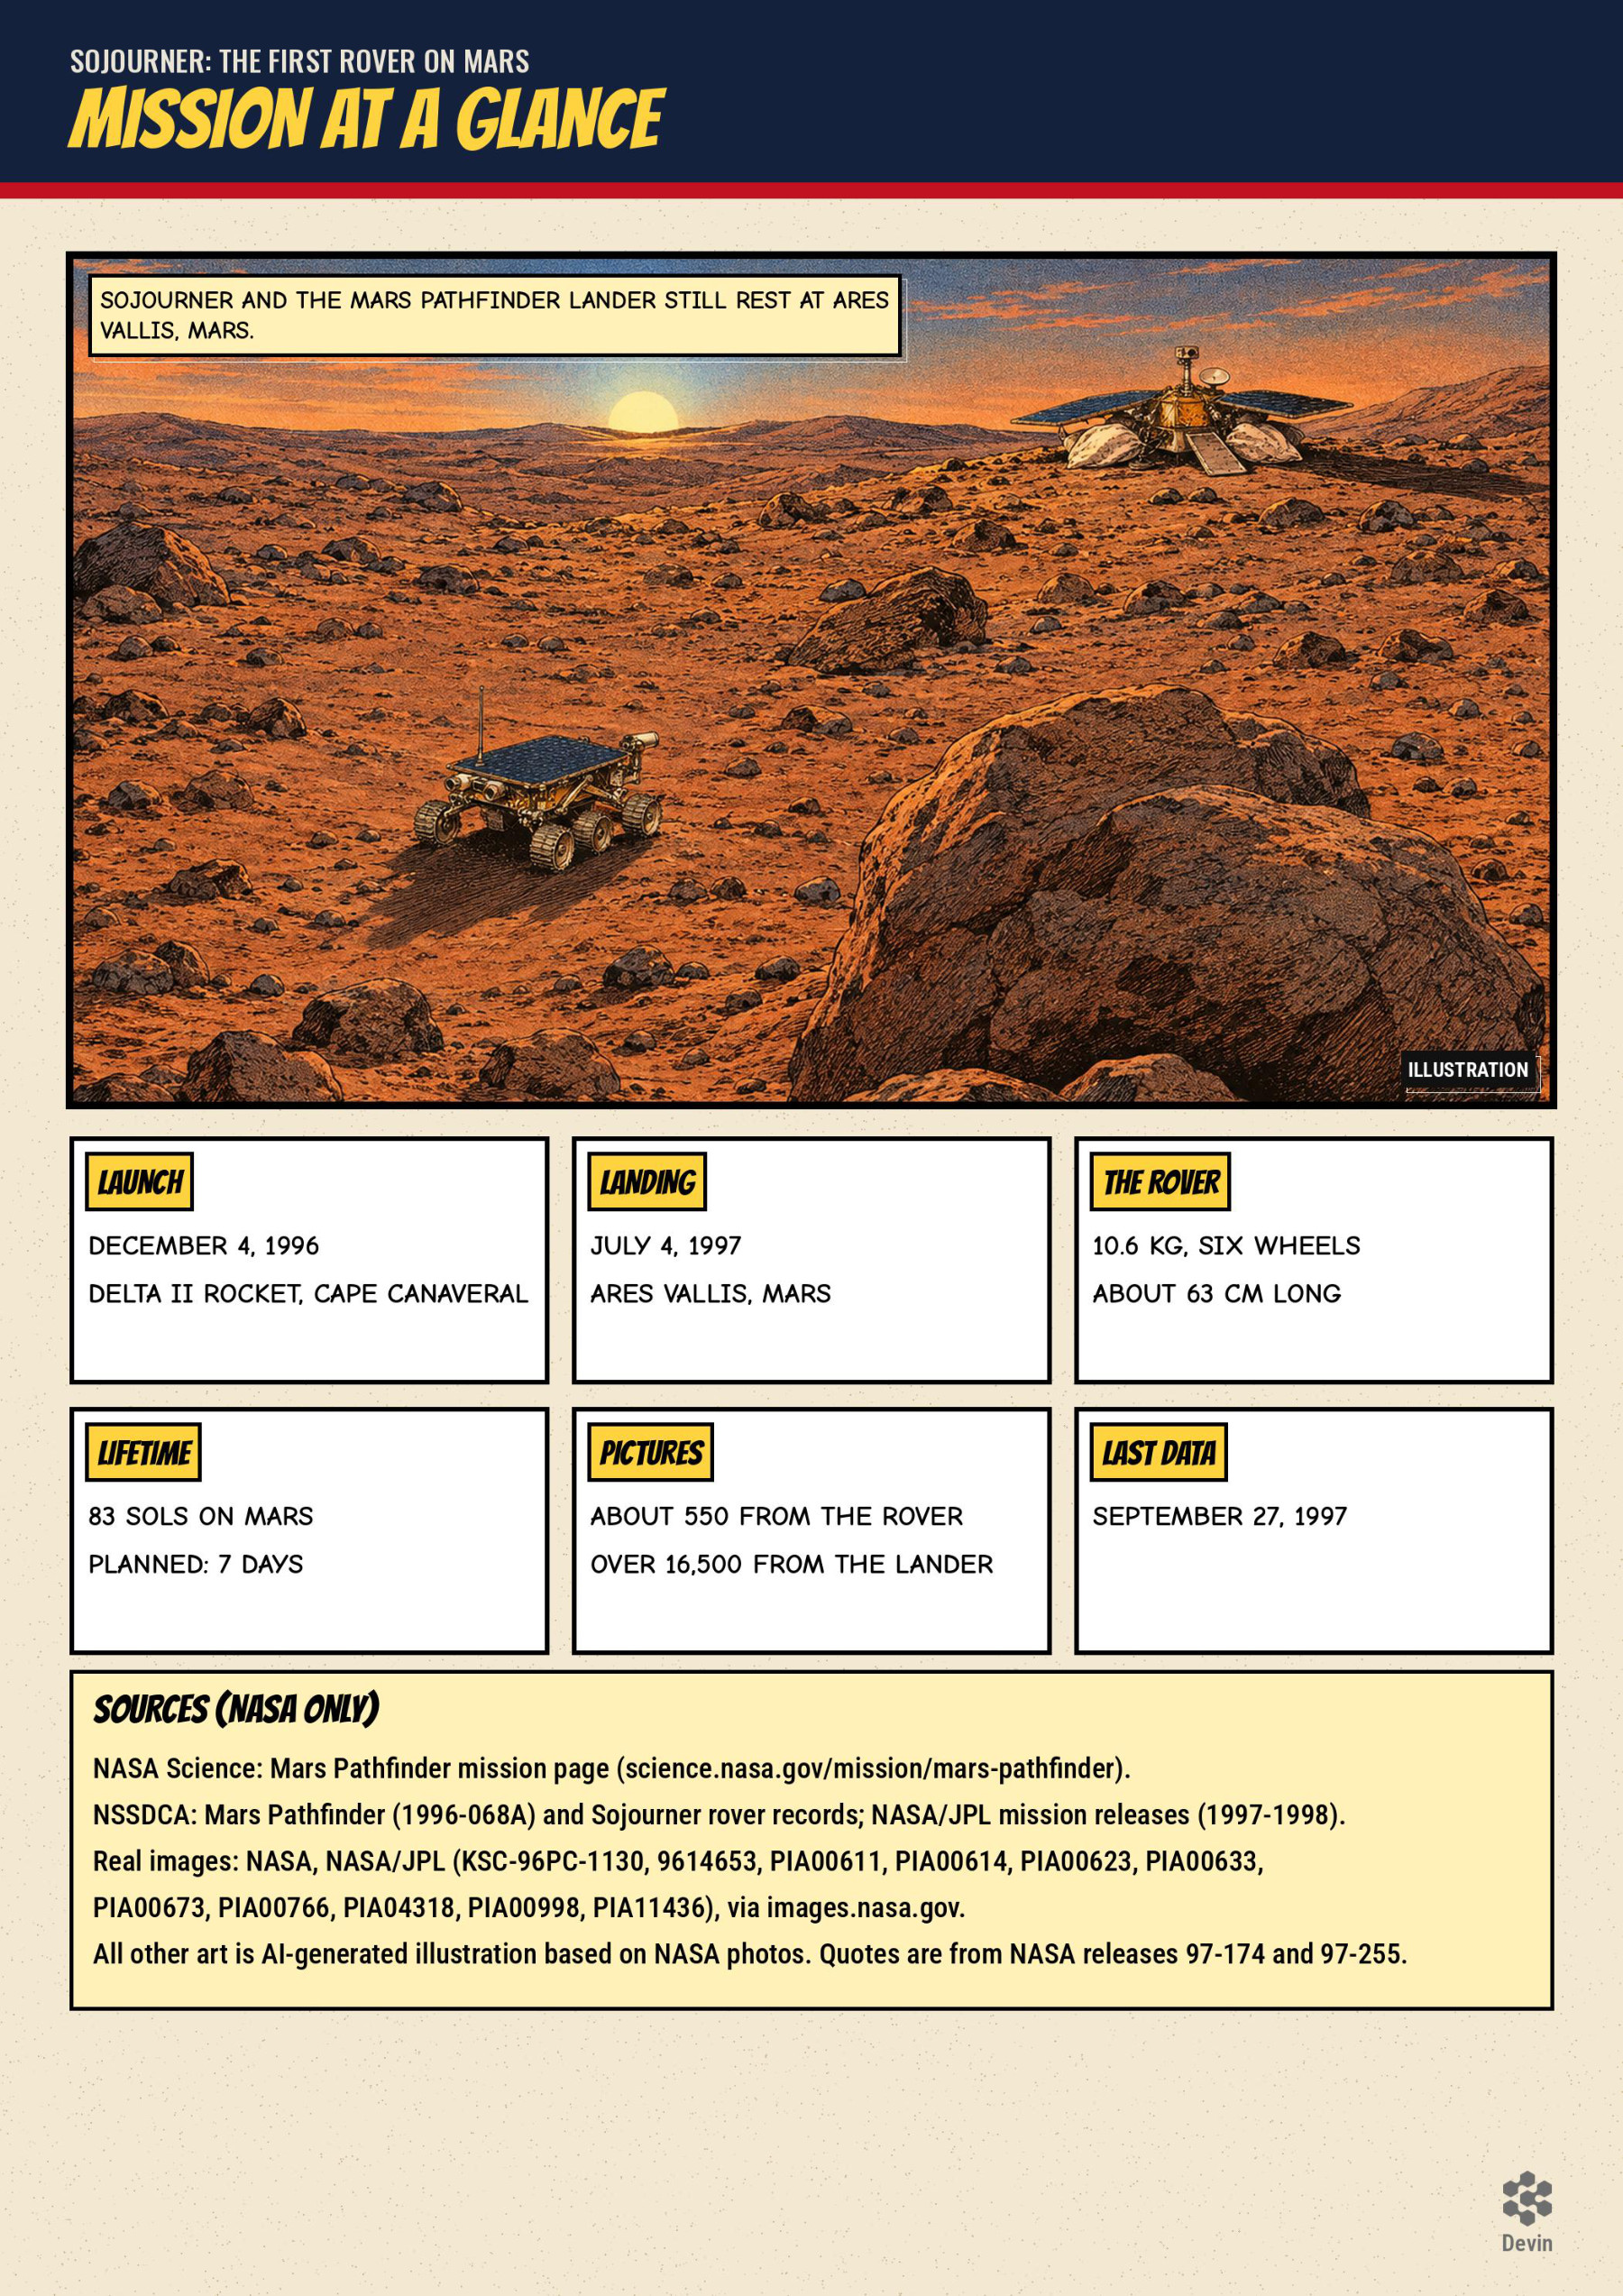 SOJOURNER: THE FIRST ROVER ON MARS
MISSION AT A GLANCE
SOJOURNER AND THE MARS PATHFINDER LANDER STILL REST AT ARES
VALLIS, MARS.
ILLUSTRATION
LAUNCH
DECEMBER 4, 1996
DELTA II ROCKET, CAPE CANAVERAL
LANDING
JULY 4, 1997
ARES VALLIS, MARS
THE ROVER
10.6 KG, SIX WHEELS
ABOUT 63 CM LONG
LIFETIME
83 SOLS ON MARS
PLANNED: 7 DAYS
PICTURES
ABOUT 550 FROM THE ROVER
OVER 16,500 FROM THE LANDER
LAST DATA
SEPTEMBER 27, 1997
SOURCES (NASA ONLY)
NASA Science: Mars Pathfinder mission page (science.nasa.gov/mission/mars-pathfinder).
NSSDCA: Mars Pathfinder (1996-068A) and Sojourner rover records; NASA/JPL mission releases (1997-1998).
Real images: NASA, NASA/JPL (KSC-96PC-1130, 9614653, PIA00611, PIA00614, PIA00623, PIA00633,
PIA00673, PIA00766, PIA04318, PIA00998, PIA11436), via images.nasa.gov.
All other art is AI-generated illustration based on NASA photos. Quotes are from NASA releases 97-174 and 97-255.
Devin